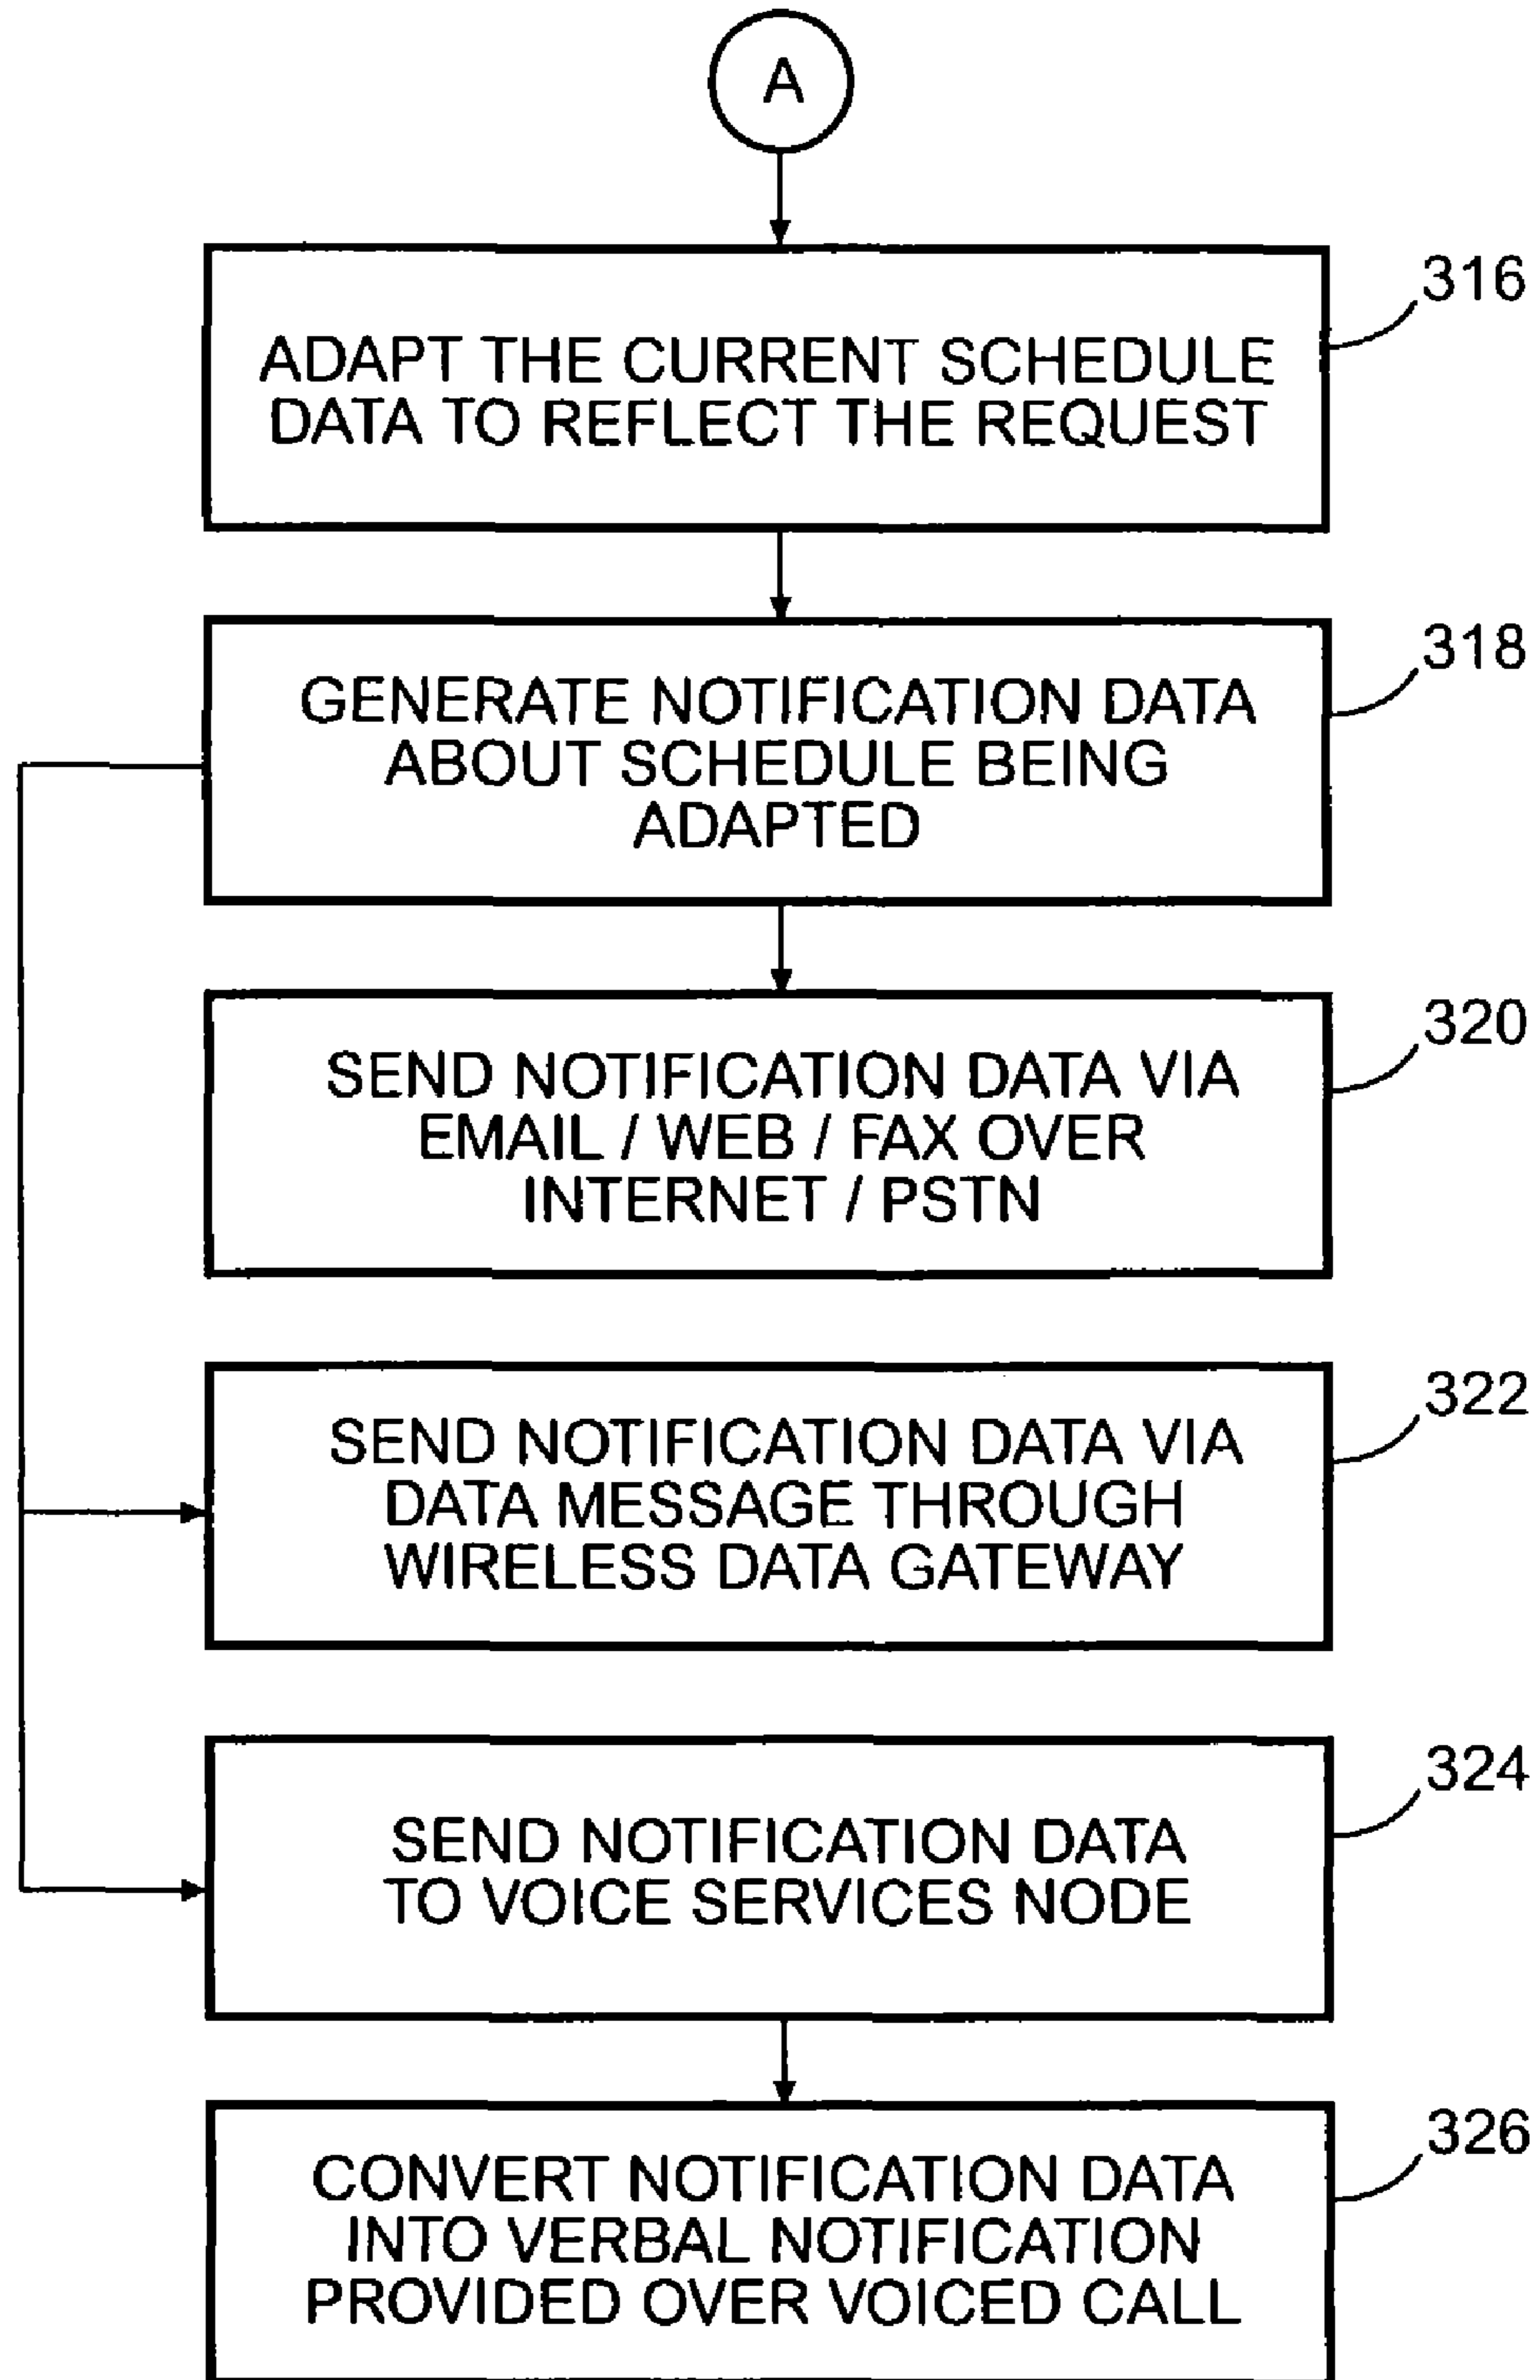 A
316
ADAPT THE CURRENT SCHEDULE
DATA TO REFLECT THE REQUEST
318
GENERATE NOTIFICATION DATA
ABOUT SCHEDULE BEING
ADAPTED
320
SEND NOTIFICATION DATA VIA
EMAIL / WEB / FAX OVER
INTERNET / PSTN
322
SEND NOTIFICATION DATA VIA
DATA MESSAGE THROUGH
WIRELESS DATA GATEWAY
324
SEND NOTIFICATION DATA
TO VOICE SERVICES NODE
326
CONVERT NOTIFICATION DATA
INTO VERBAL NOTIFICATION
PROVIDED OVER VOICED CALL